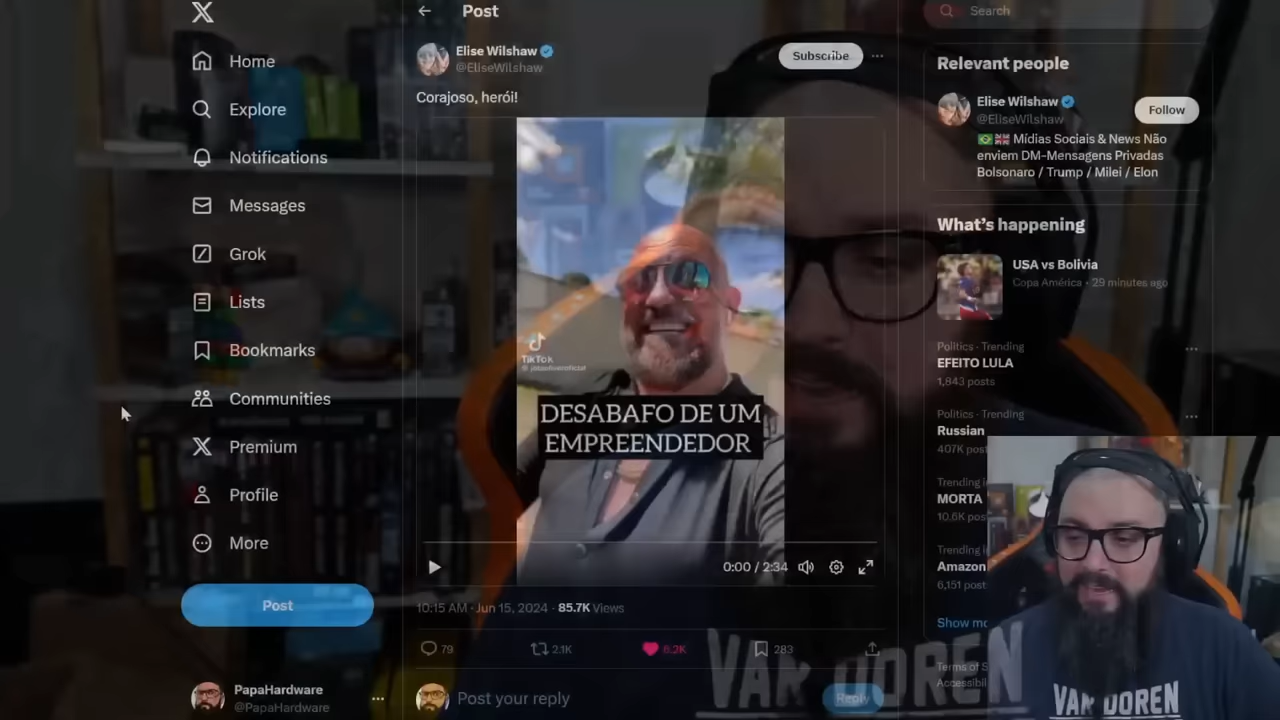 Home
Explore
Notifications
Messages
Grok
Lists
Bookmarks
Communities
Premium
Profile
More
Post
PapaHardware
@PapaHardware
Post
Elise Wilshaw
@EliseWilshaw
Subscribe
Corajoso, herói!
TikTok
DESABAFO DE UM
EMPREENDEDOR
0:00 / 2:34
10:15 AM · Jun 15, 2024 · 85.7K Views
79
2.1K
6.2K
283
Post your reply
Reply
Search
Relevant people
Elise Wilshaw
@EliseWilshaw
Follow
Mídias Sociais & News Não
enviem DM-Mensagens Privadas
Bolsonaro / Trump / Milei / Elon
What's happening
USA vs Bolivia
Copa América · 29 minutes ago
Politics · Trending
EFEITO LULA
1,843 posts
Politics · Trending
Russian
407K
Trending
MORTA
10.6K
Trending
Amazon
6,151
Show
Terms of
VAN DOREN
VAN DOREN